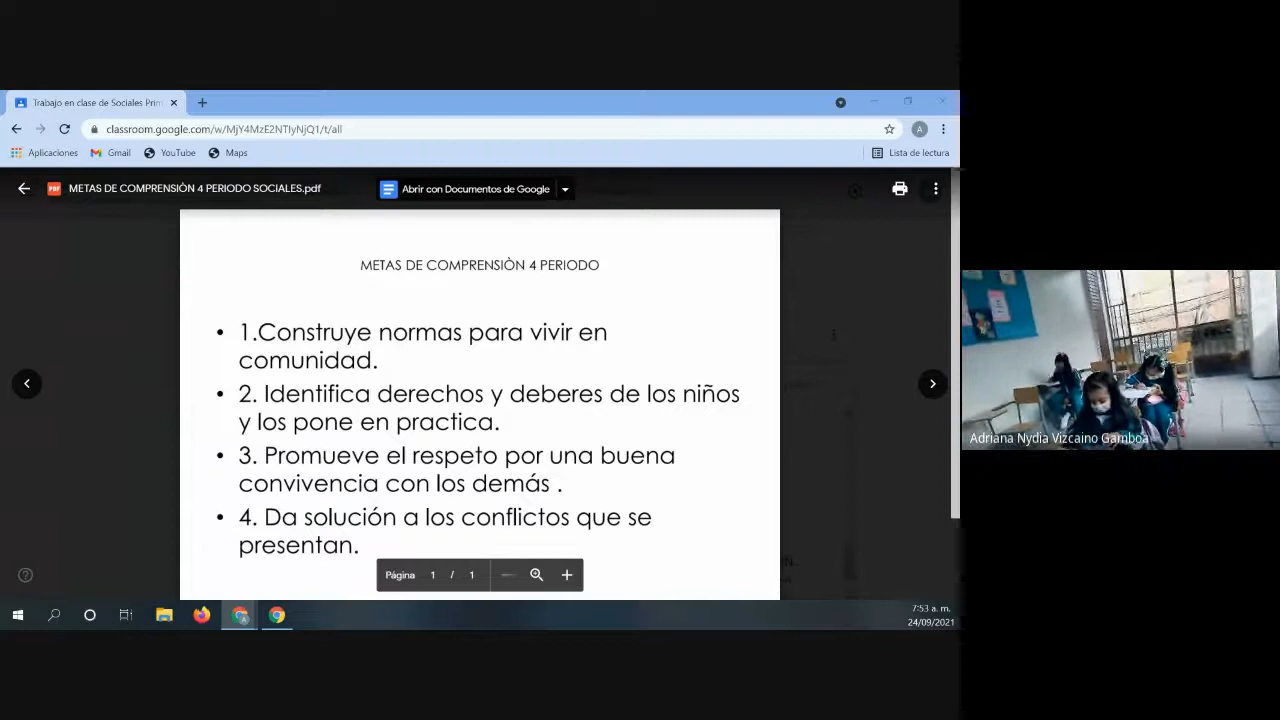 Trabajo en clase de Sociales Prim
classroom.google.com/w/MjY4MzE2NTIyNjQ1/t/all
Aplicaciones Gmail YouTube Maps Lista de lectura
METAS DE COMPRENSIÒN 4 PERIODO SOCIALES.pdf Abrir con Documentos de Google
METAS DE COMPRENSIÒN 4 PERIODO
• 1.Construye normas para vivir en
comunidad.
• 2. Identifica derechos y deberes de los niños
y los pone en practica.
• 3. Promueve el respeto por una buena
convivencia con los demás .
• 4. Da solución a los conflictos que se
presentan.
Página 1 / 1
7:53 a. m.
24/09/2021
Adriana Nydia Vizcaino Gamboa